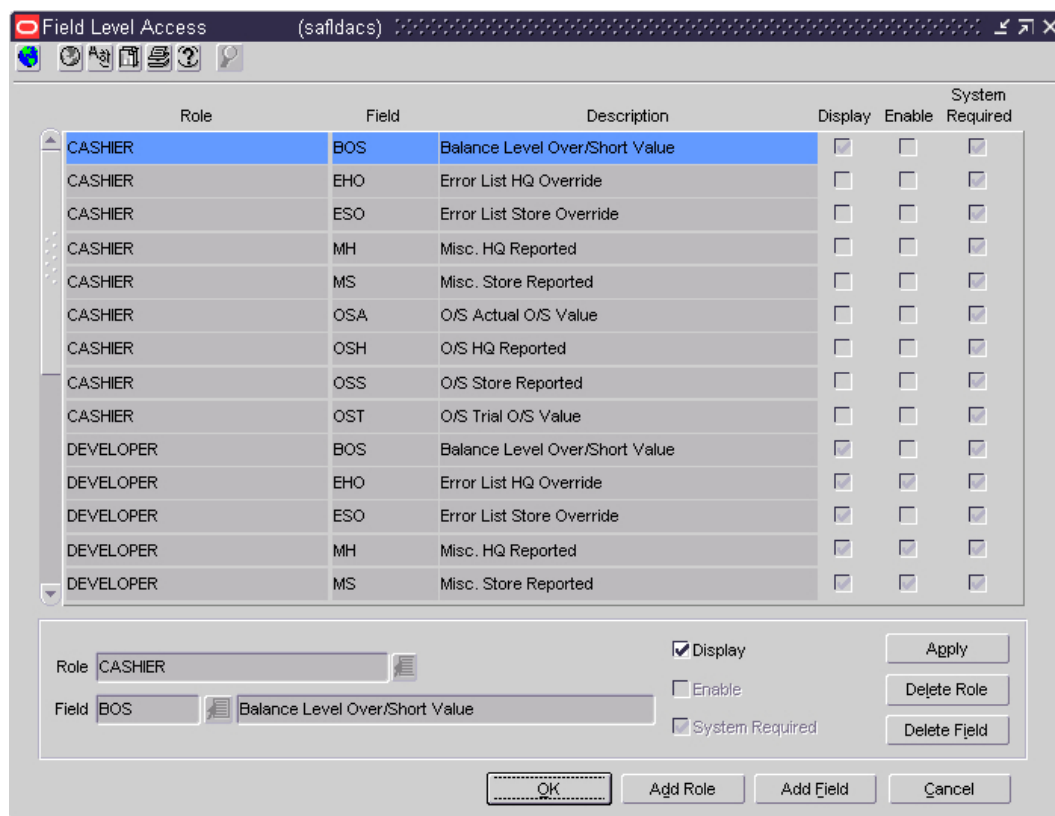 Field Level Access (safldacs)
System
Role Field Description Display Enable Required
CASHIER BOS Balance Level Over/Short Value
CASHIER EHO Error List HQ Override
CASHIER ESO Error List Store Override
CASHIER MH Misc. HQ Reported
CASHIER MS Misc. Store Reported
CASHIER OSA O/S Actual O/S Value
CASHIER OSH O/S HQ Reported
CASHIER OSS O/S Store Reported
CASHIER OST O/S Trial O/S Value
DEVELOPER BOS Balance Level Over/Short Value
DEVELOPER EHO Error List HQ Override
DEVELOPER ESO Error List Store Override
DEVELOPER MH Misc. HQ Reported
DEVELOPER MS Misc. Store Reported
Role CASHIER Display Apply
Enable Delete Role
Field BOS Balance Level Over/Short Value
System Required Delete Field
OK Add Role Add Field Cancel